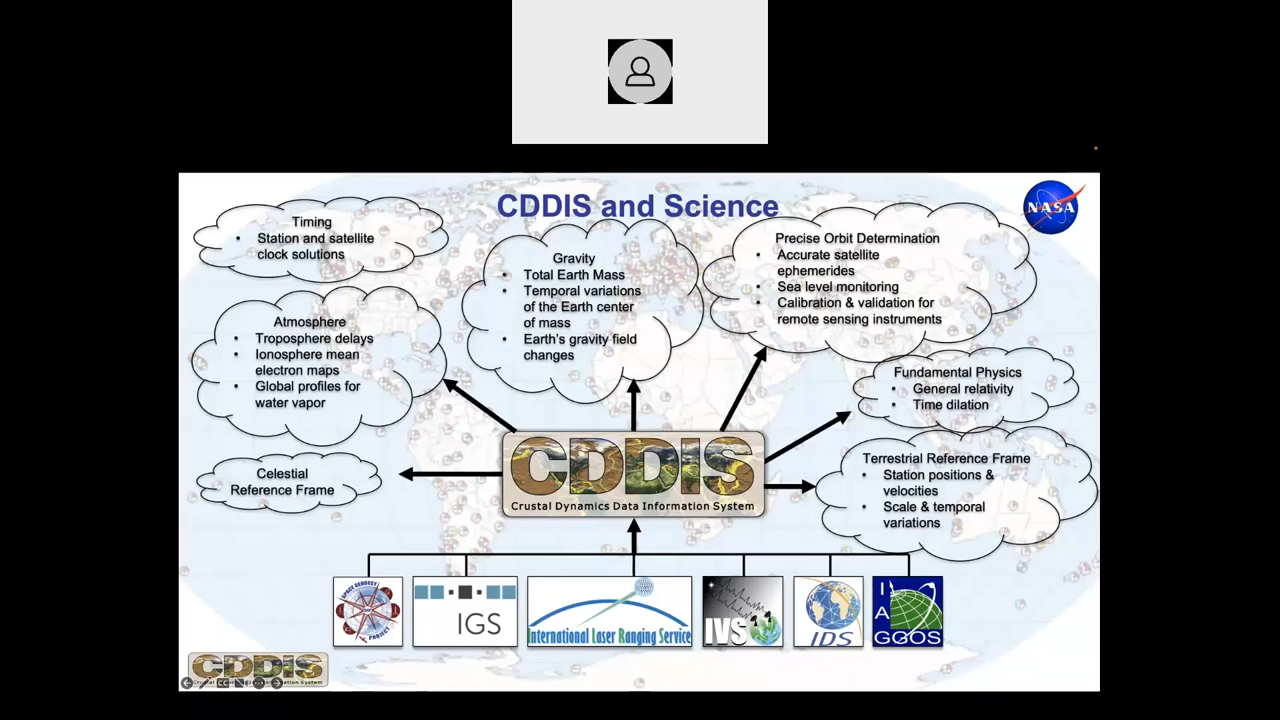 CDDIS and Science
NASA
Timing
• Station and satellite
clock solutions
Gravity
• Total Earth Mass
• Temporal variations
of the Earth center
of mass
• Earth's gravity field
changes
Precise Orbit Determination
• Accurate satellite
ephemerides
• Sea level monitoring
• Calibration & validation for
remote sensing instruments
Atmosphere
• Troposphere delays
• Ionosphere mean
electron maps
• Global profiles for
water vapor
Fundamental Physics
• General relativity
• Time dilation
Celestial
Reference Frame
CDDIS
Crustal Dynamics Data Information System
Terrestrial Reference Frame
• Station positions &
velocities
• Scale & temporal
variations
SPACE GEODESY
PROJECT
IGS
International Laser Ranging Service
IVS
IDS
I
A
GGOS
CDDIS